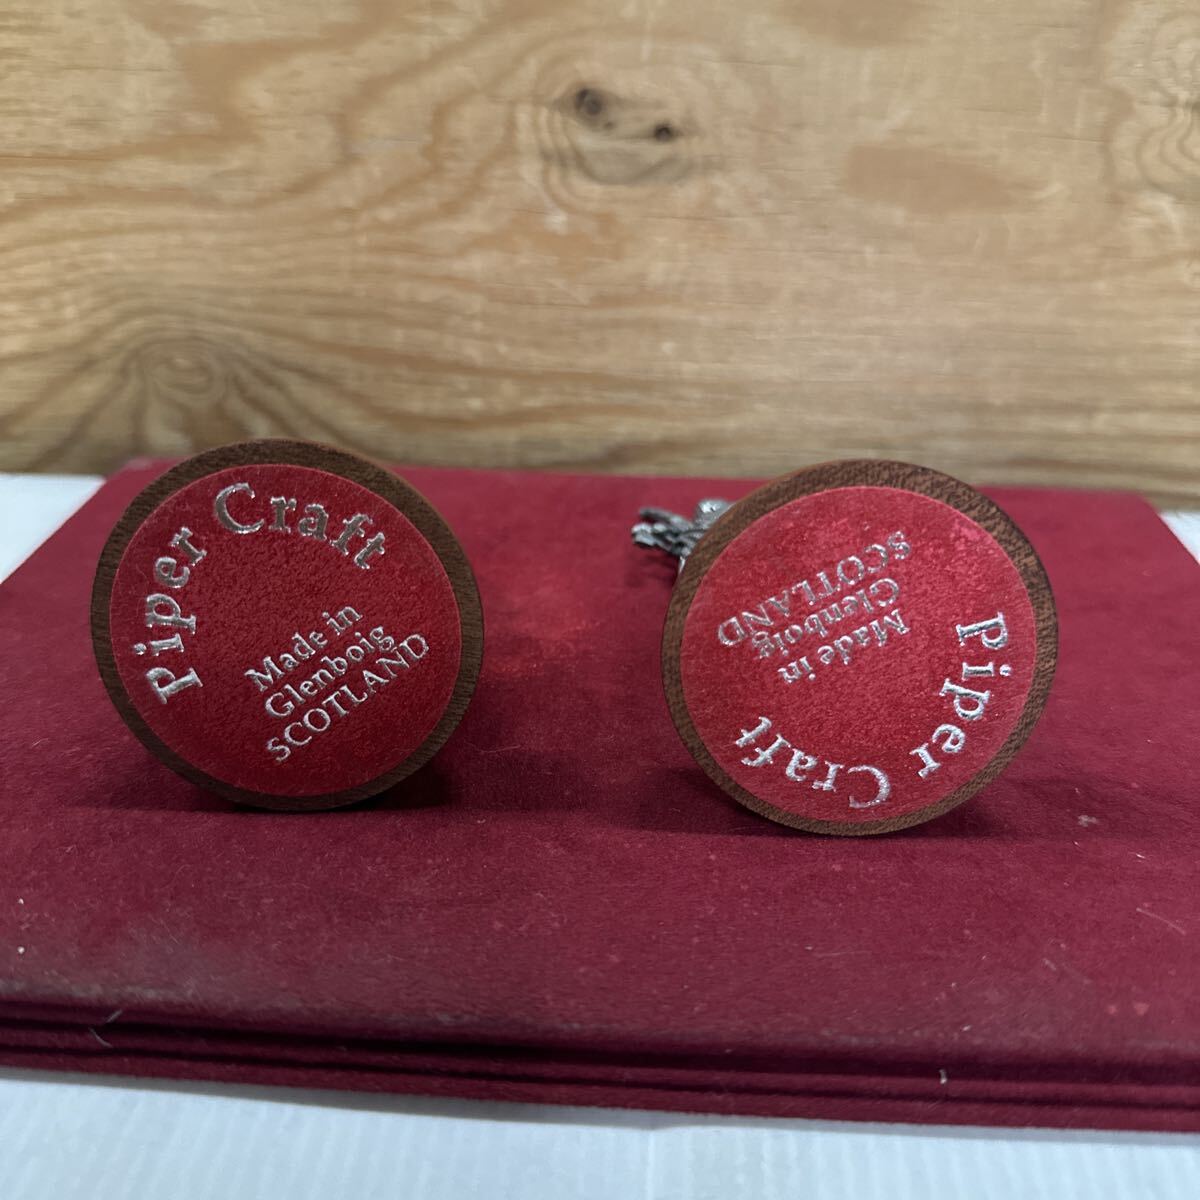 Piper Craft
Made in
Glenboig
SCOTLAND
Piper Craft
Made in
Glenboig
SCOTLAND